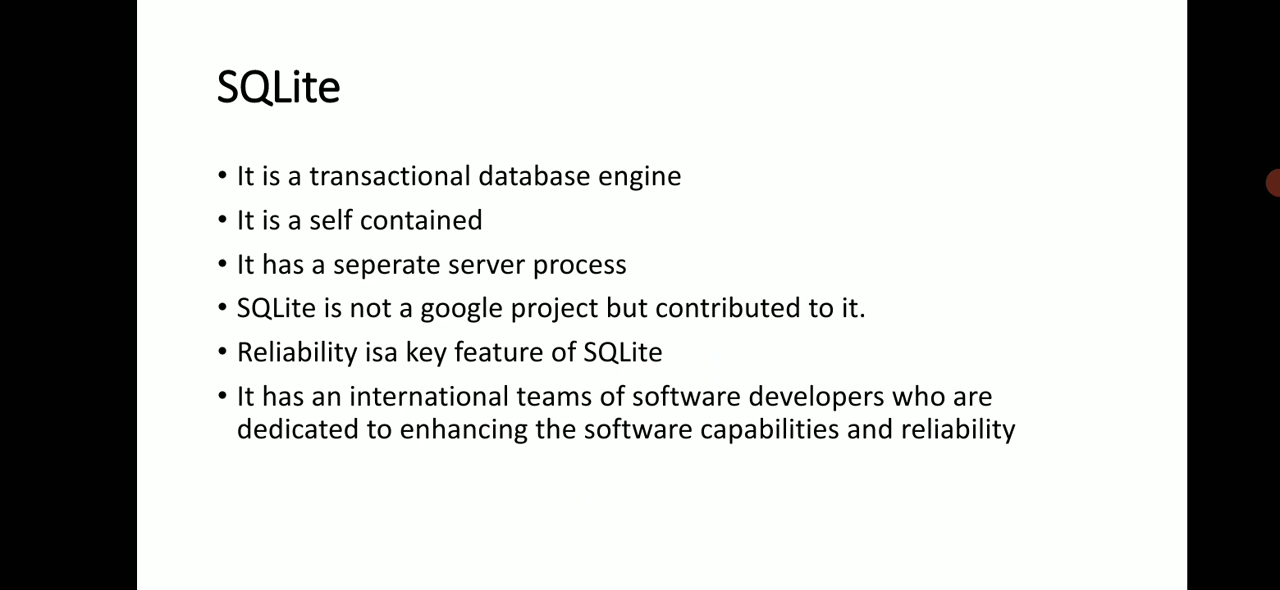 SQLite
• It is a transactional database engine
• It is a self contained
• It has a seperate server process
• SQLite is not a google project but contributed to it.
• Reliability isa key feature of SQLite
• It has an international teams of software developers who are
dedicated to enhancing the software capabilities and reliability